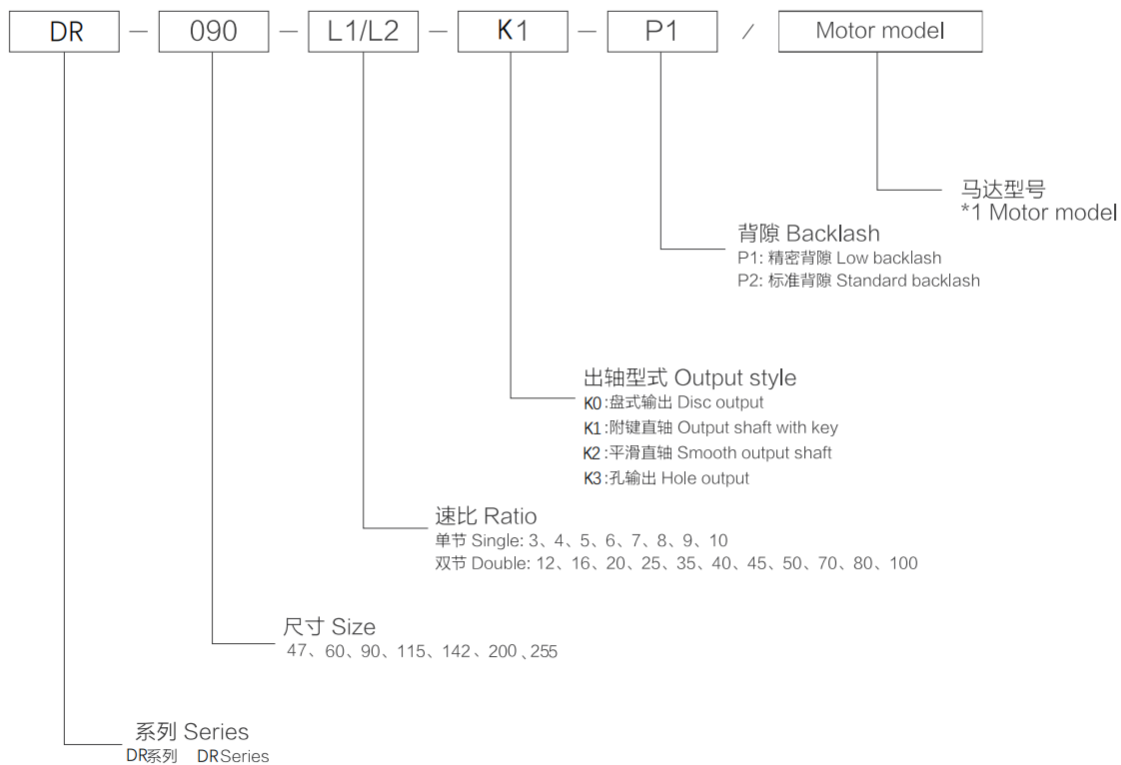 DR — 090 — L1/L2 — K1 — P1 / Motor model
马达型号
*1 Motor model
背隙 Backlash
P1: 精密背隙 Low backlash
P2: 标准背隙 Standard backlash
出轴型式 Output style
K0:盘式输出 Disc output
K1:附键直轴 Output shaft with key
K2:平滑直轴 Smooth output shaft
K3:孔输出 Hole output
速比 Ratio
单节 Single: 3、4、5、6、7、8、9、10
双节 Double: 12、16、20、25、35、40、45、50、70、80、100
尺寸 Size
47、60、90、115、142、200、255
系列 Series
DR系列 DRSeries